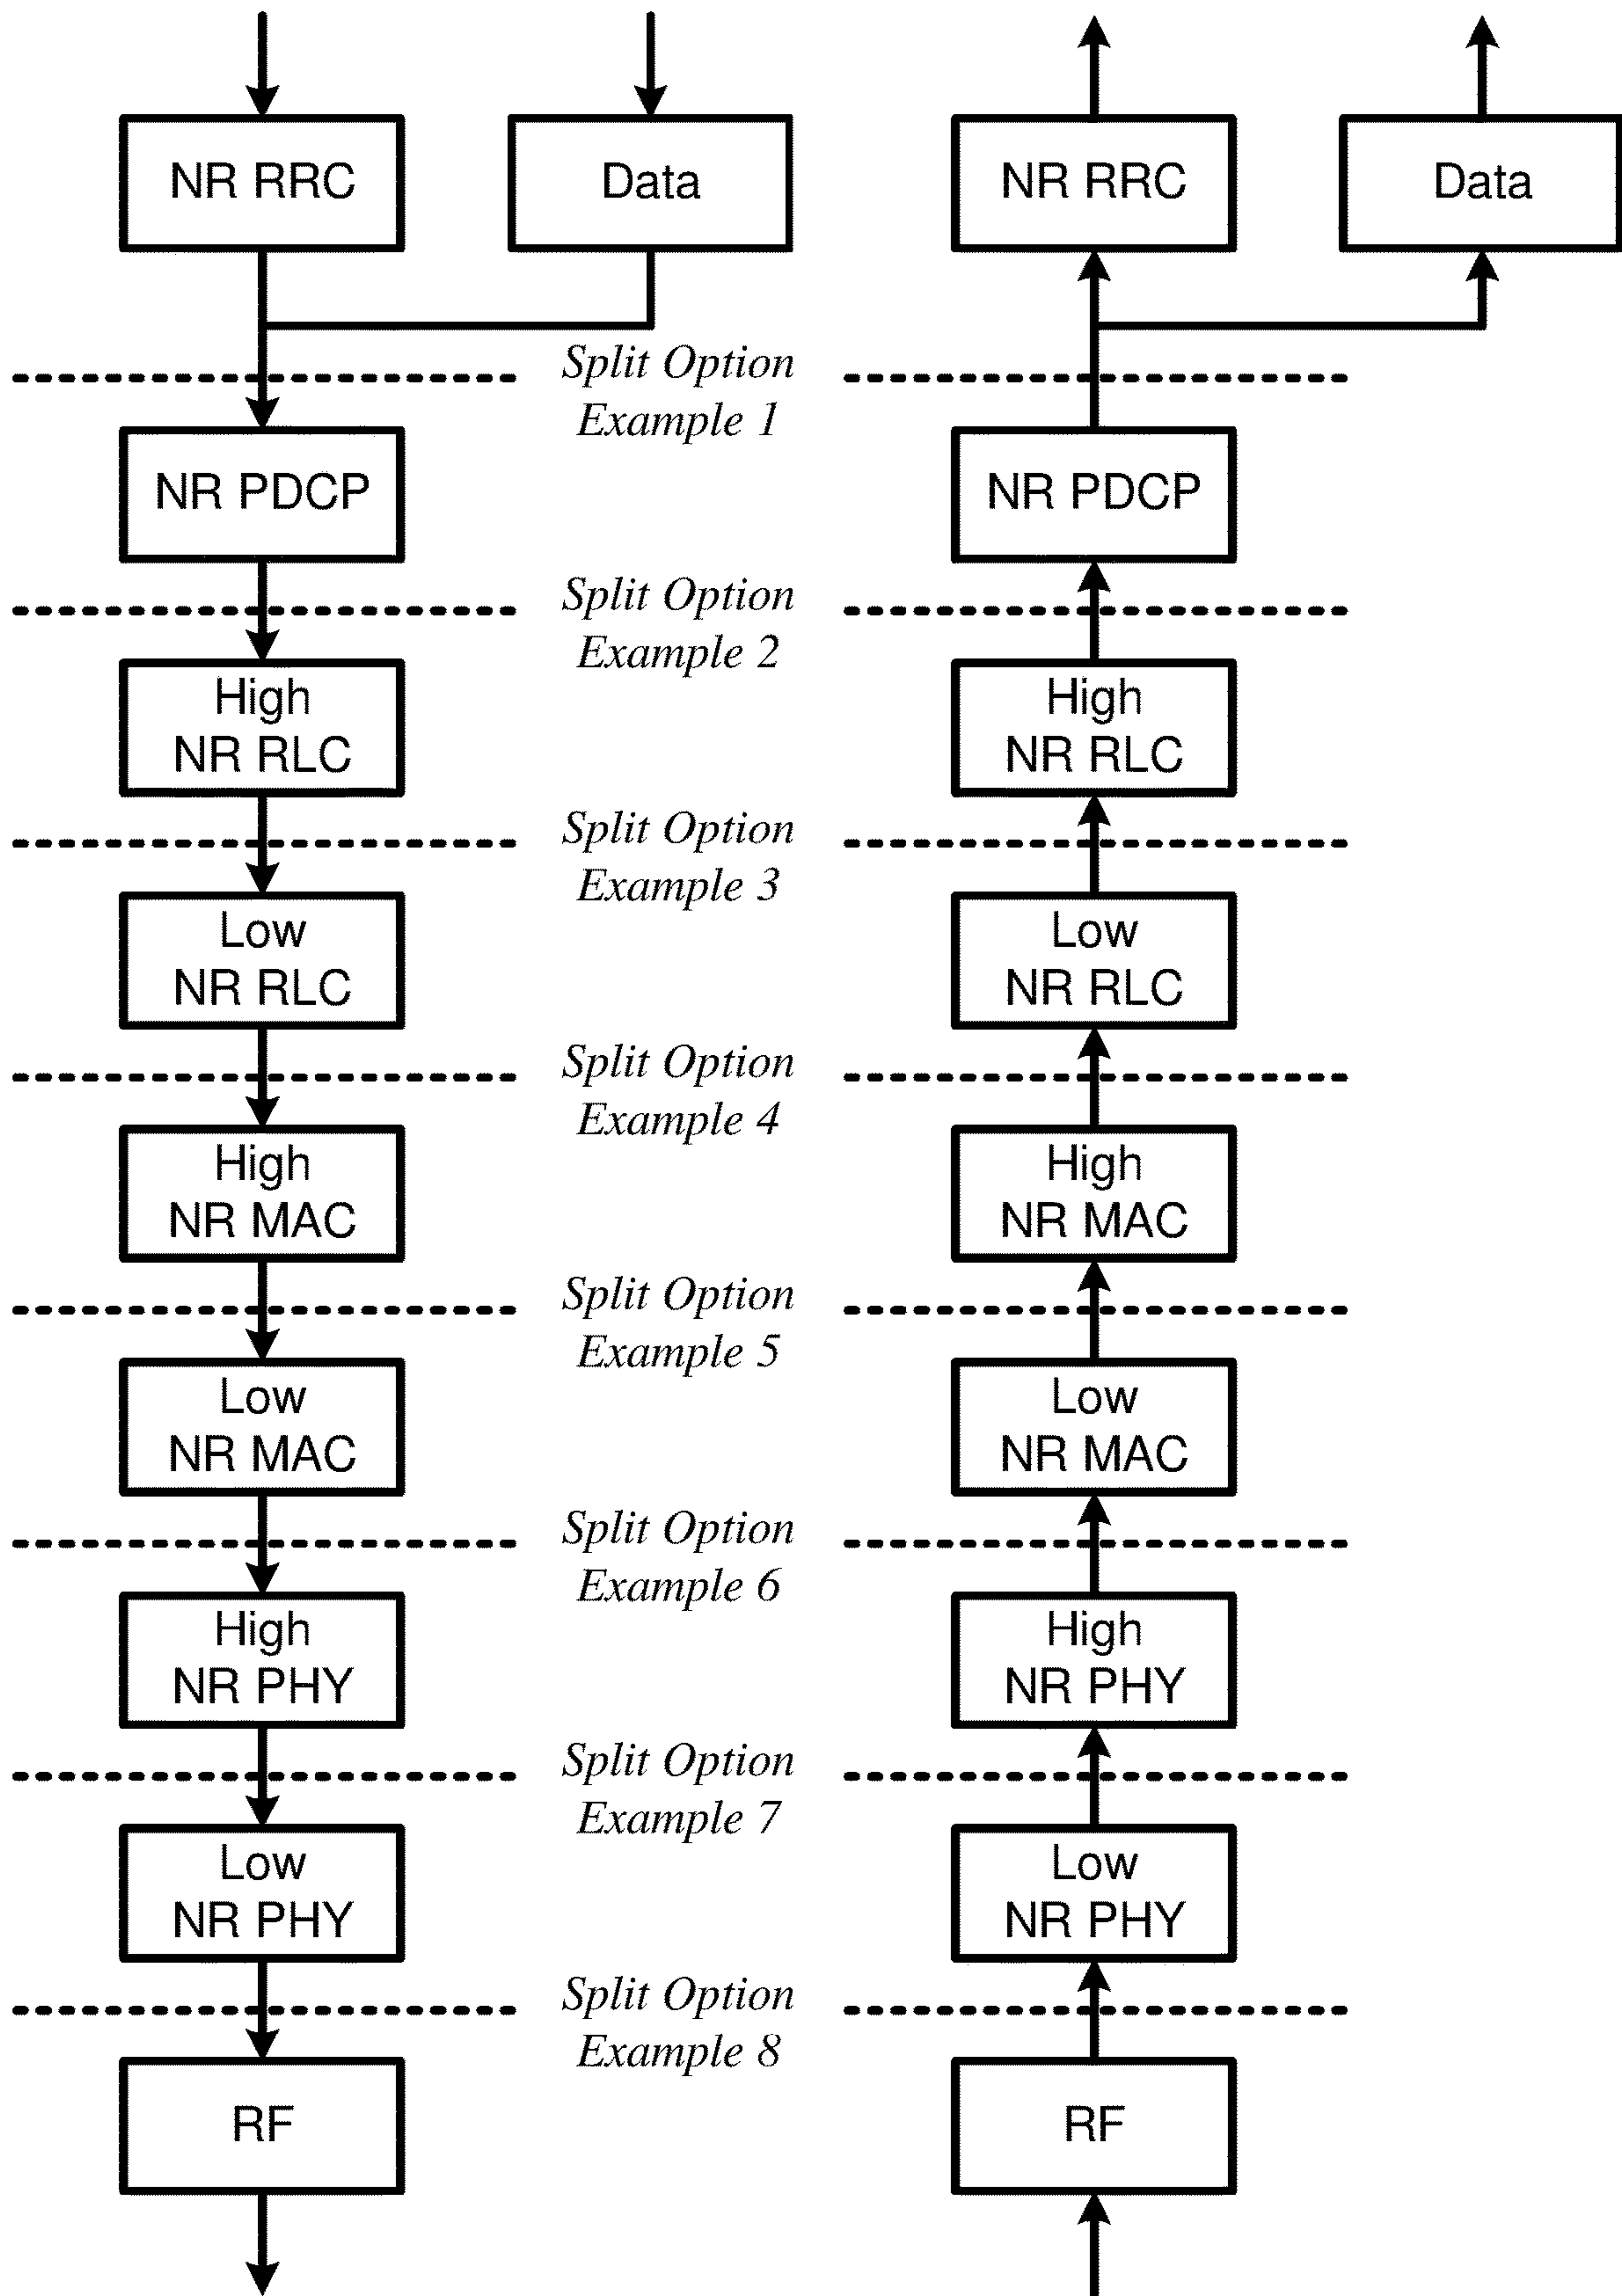 NR RRC
Data
NR RRC
Data
Split Option
Example 1
NR PDCP
NR PDCP
Split Option
Example 2
High
NR RLC
High
NR RLC
Split Option
Example 3
Low
NR RLC
Low
NR RLC
Split Option
Example 4
High
NR MAC
High
NR MAC
Split Option
Example 5
Low
NR MAC
Low
NR MAC
Split Option
Example 6
High
NR PHY
High
NR PHY
Split Option
Example 7
Low
NR PHY
Low
NR PHY
Split Option
Example 8
RF
RF